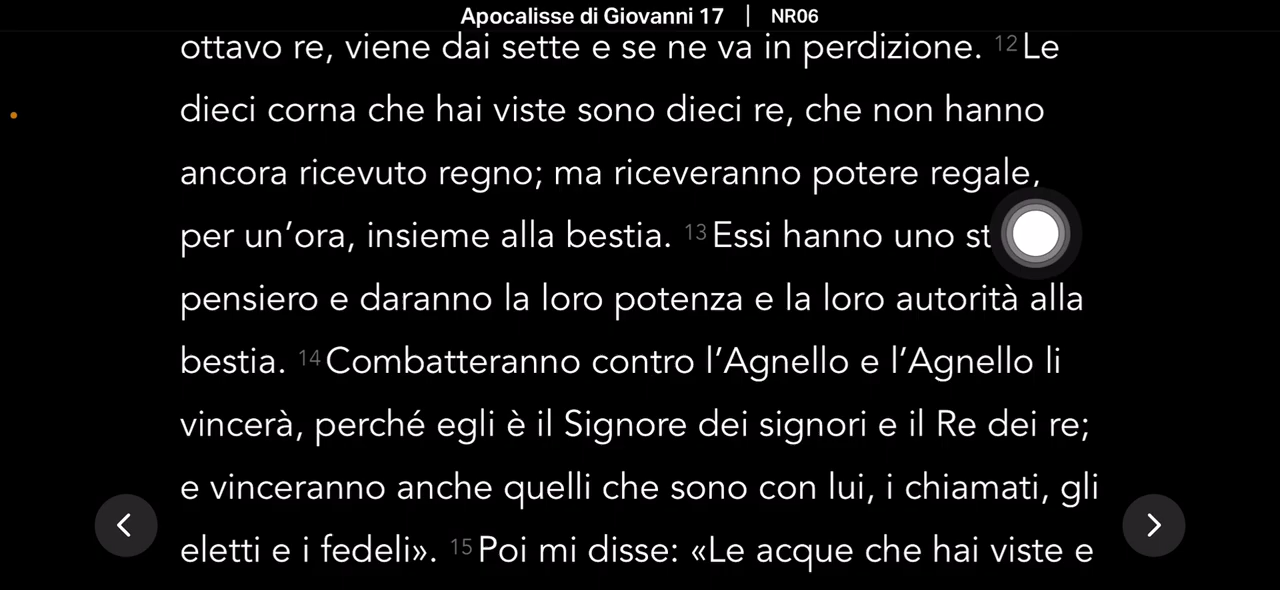 Apocalisse di Giovanni 17 | NR06
ottavo re, viene dai sette e se ne va in perdizione. 12 Le
dieci corna che hai viste sono dieci re, che non hanno
ancora ricevuto regno; ma riceveranno potere regale,
per un’ora, insieme alla bestia. 13 Essi hanno uno st
pensiero e daranno la loro potenza e la loro autorità alla
bestia. 14 Combatteranno contro l’Agnello e l’Agnello li
vincerà, perché egli è il Signore dei signori e il Re dei re;
e vinceranno anche quelli che sono con lui, i chiamati, gli
eletti e i fedeli». 15 Poi mi disse: «Le acque che hai viste e